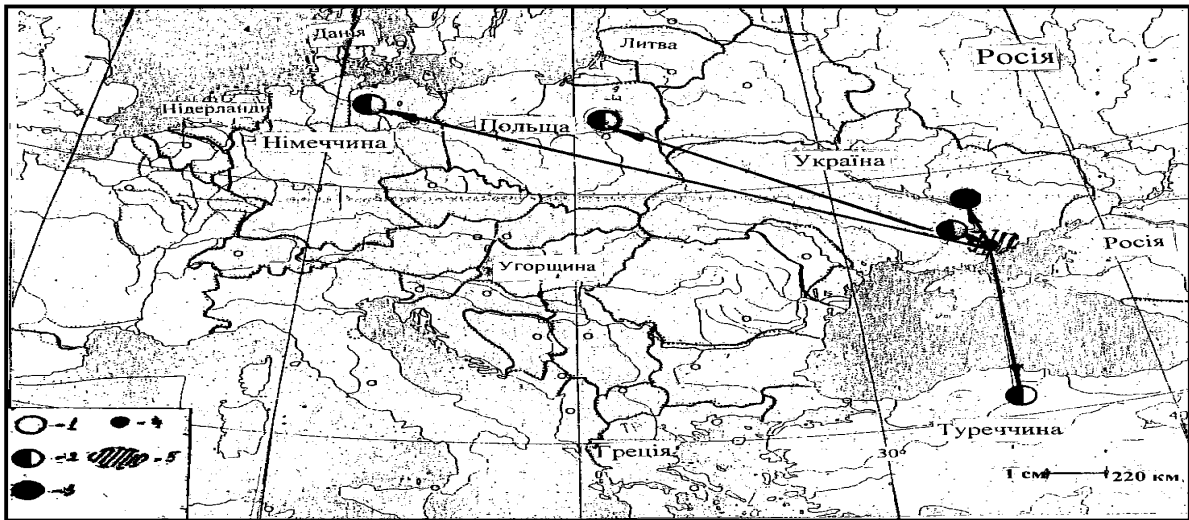 Данія
Литва
Росія
Нідерланди
Польща
Німеччина
Україна
Росія
Угорщина
Туреччина
Греція
30°
40
1 см 220 км
-1
-4
-2
-5
-3